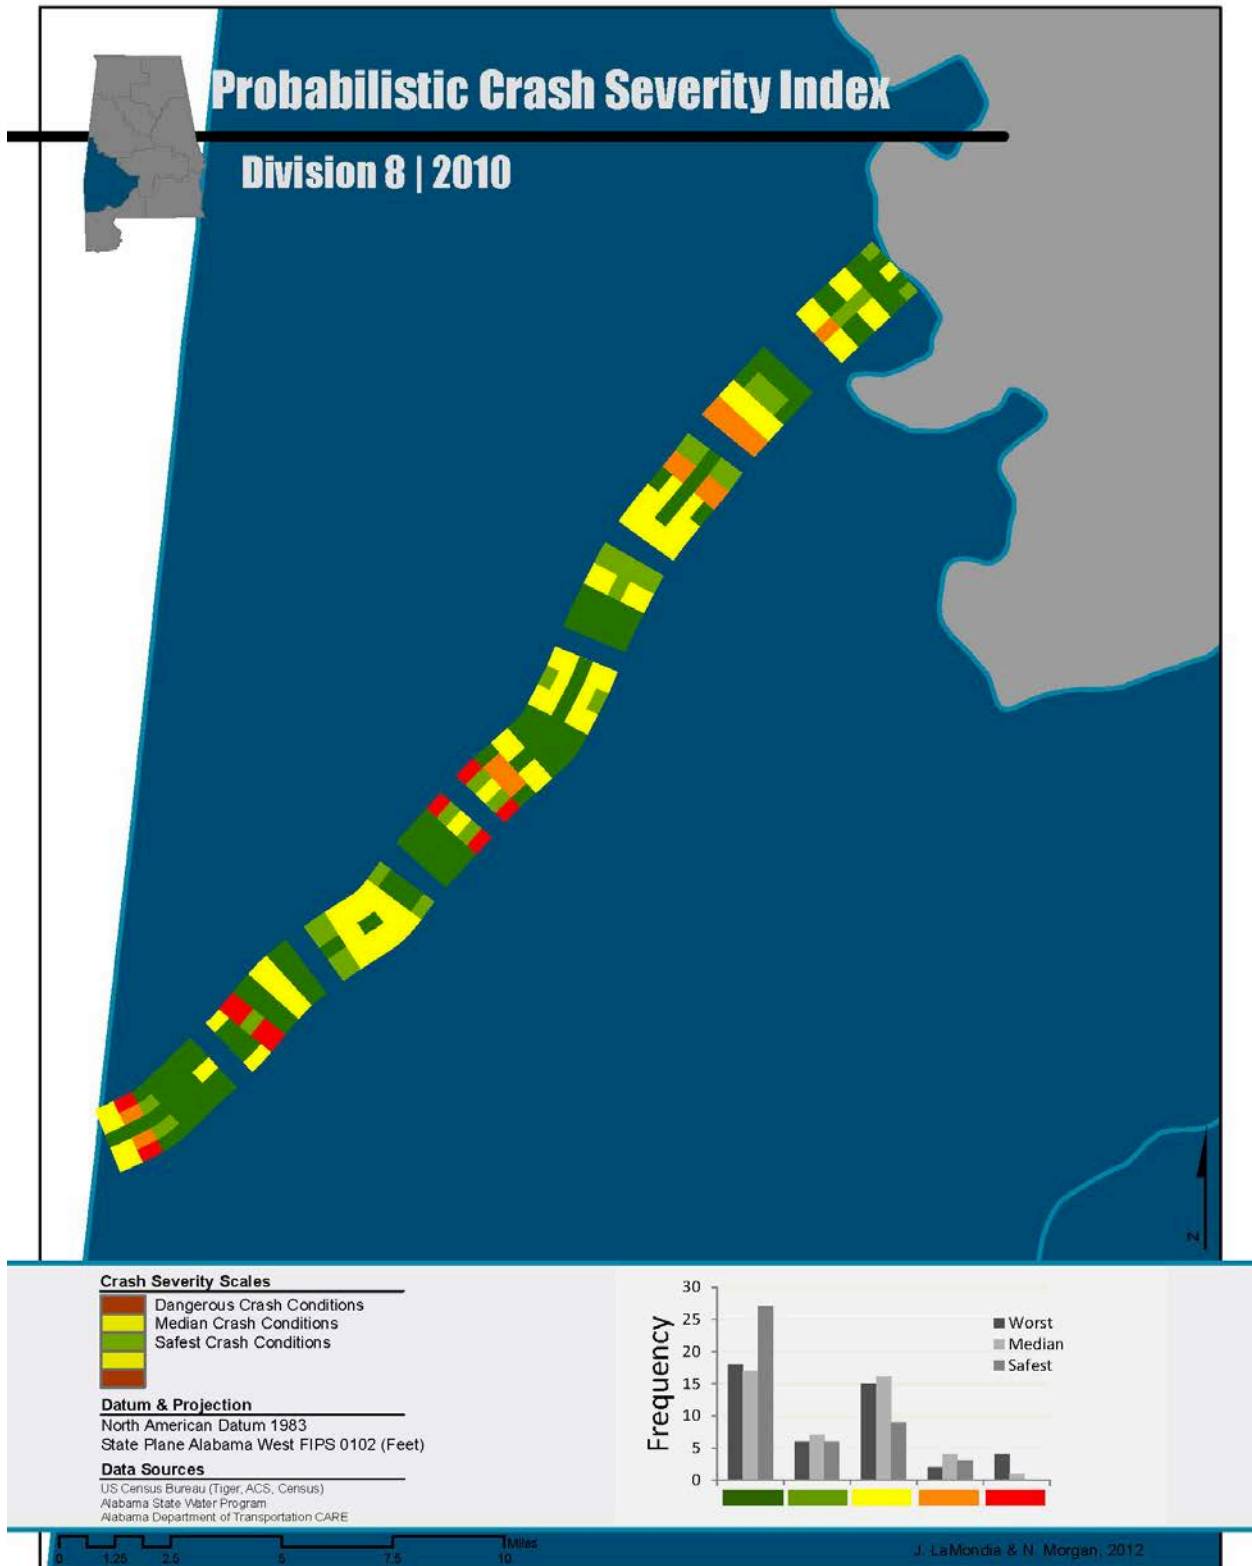 Probabilistic Crash Severity Index
Division 8 | 2010
N
Crash Severity Scales
Dangerous Crash Conditions
Median Crash Conditions
Safest Crash Conditions
Datum & Projection
North American Datum 1983
State Plane Alabama West FIPS 0102 (Feet)
Data Sources
US Census Bureau (Tiger, ACS, Census)
Alabama State Water Program
Alabama Department of Transportation CARE
Frequency
30
25
20
15
10
5
0
Worst
Median
Safest
Miles
0 1.25 2.5 5 7.5 10
J. LaMondia & N. Morgan, 2012